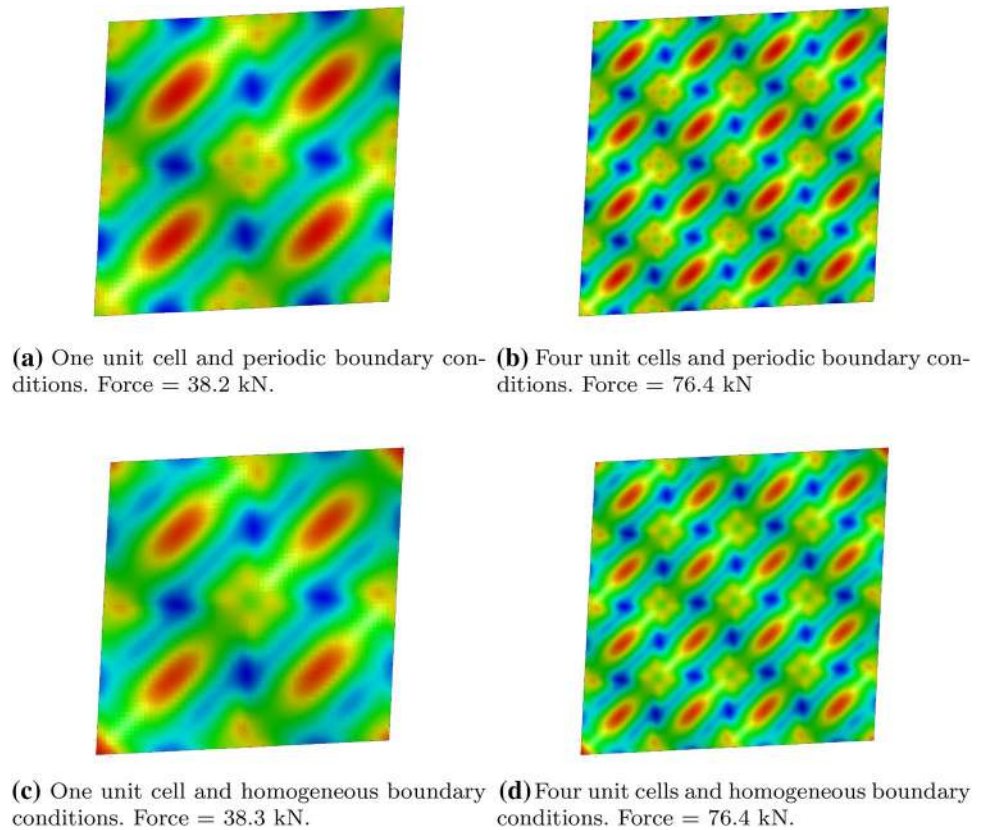 (a) One unit cell and periodic boundary con-
ditions. Force = 38.2 kN.
(b) Four unit cells and periodic boundary con-
ditions. Force = 76.4 kN
(c) One unit cell and homogeneous boundary
conditions. Force = 38.3 kN.
(d) Four unit cells and homogeneous boundary
conditions. Force = 76.4 kN.